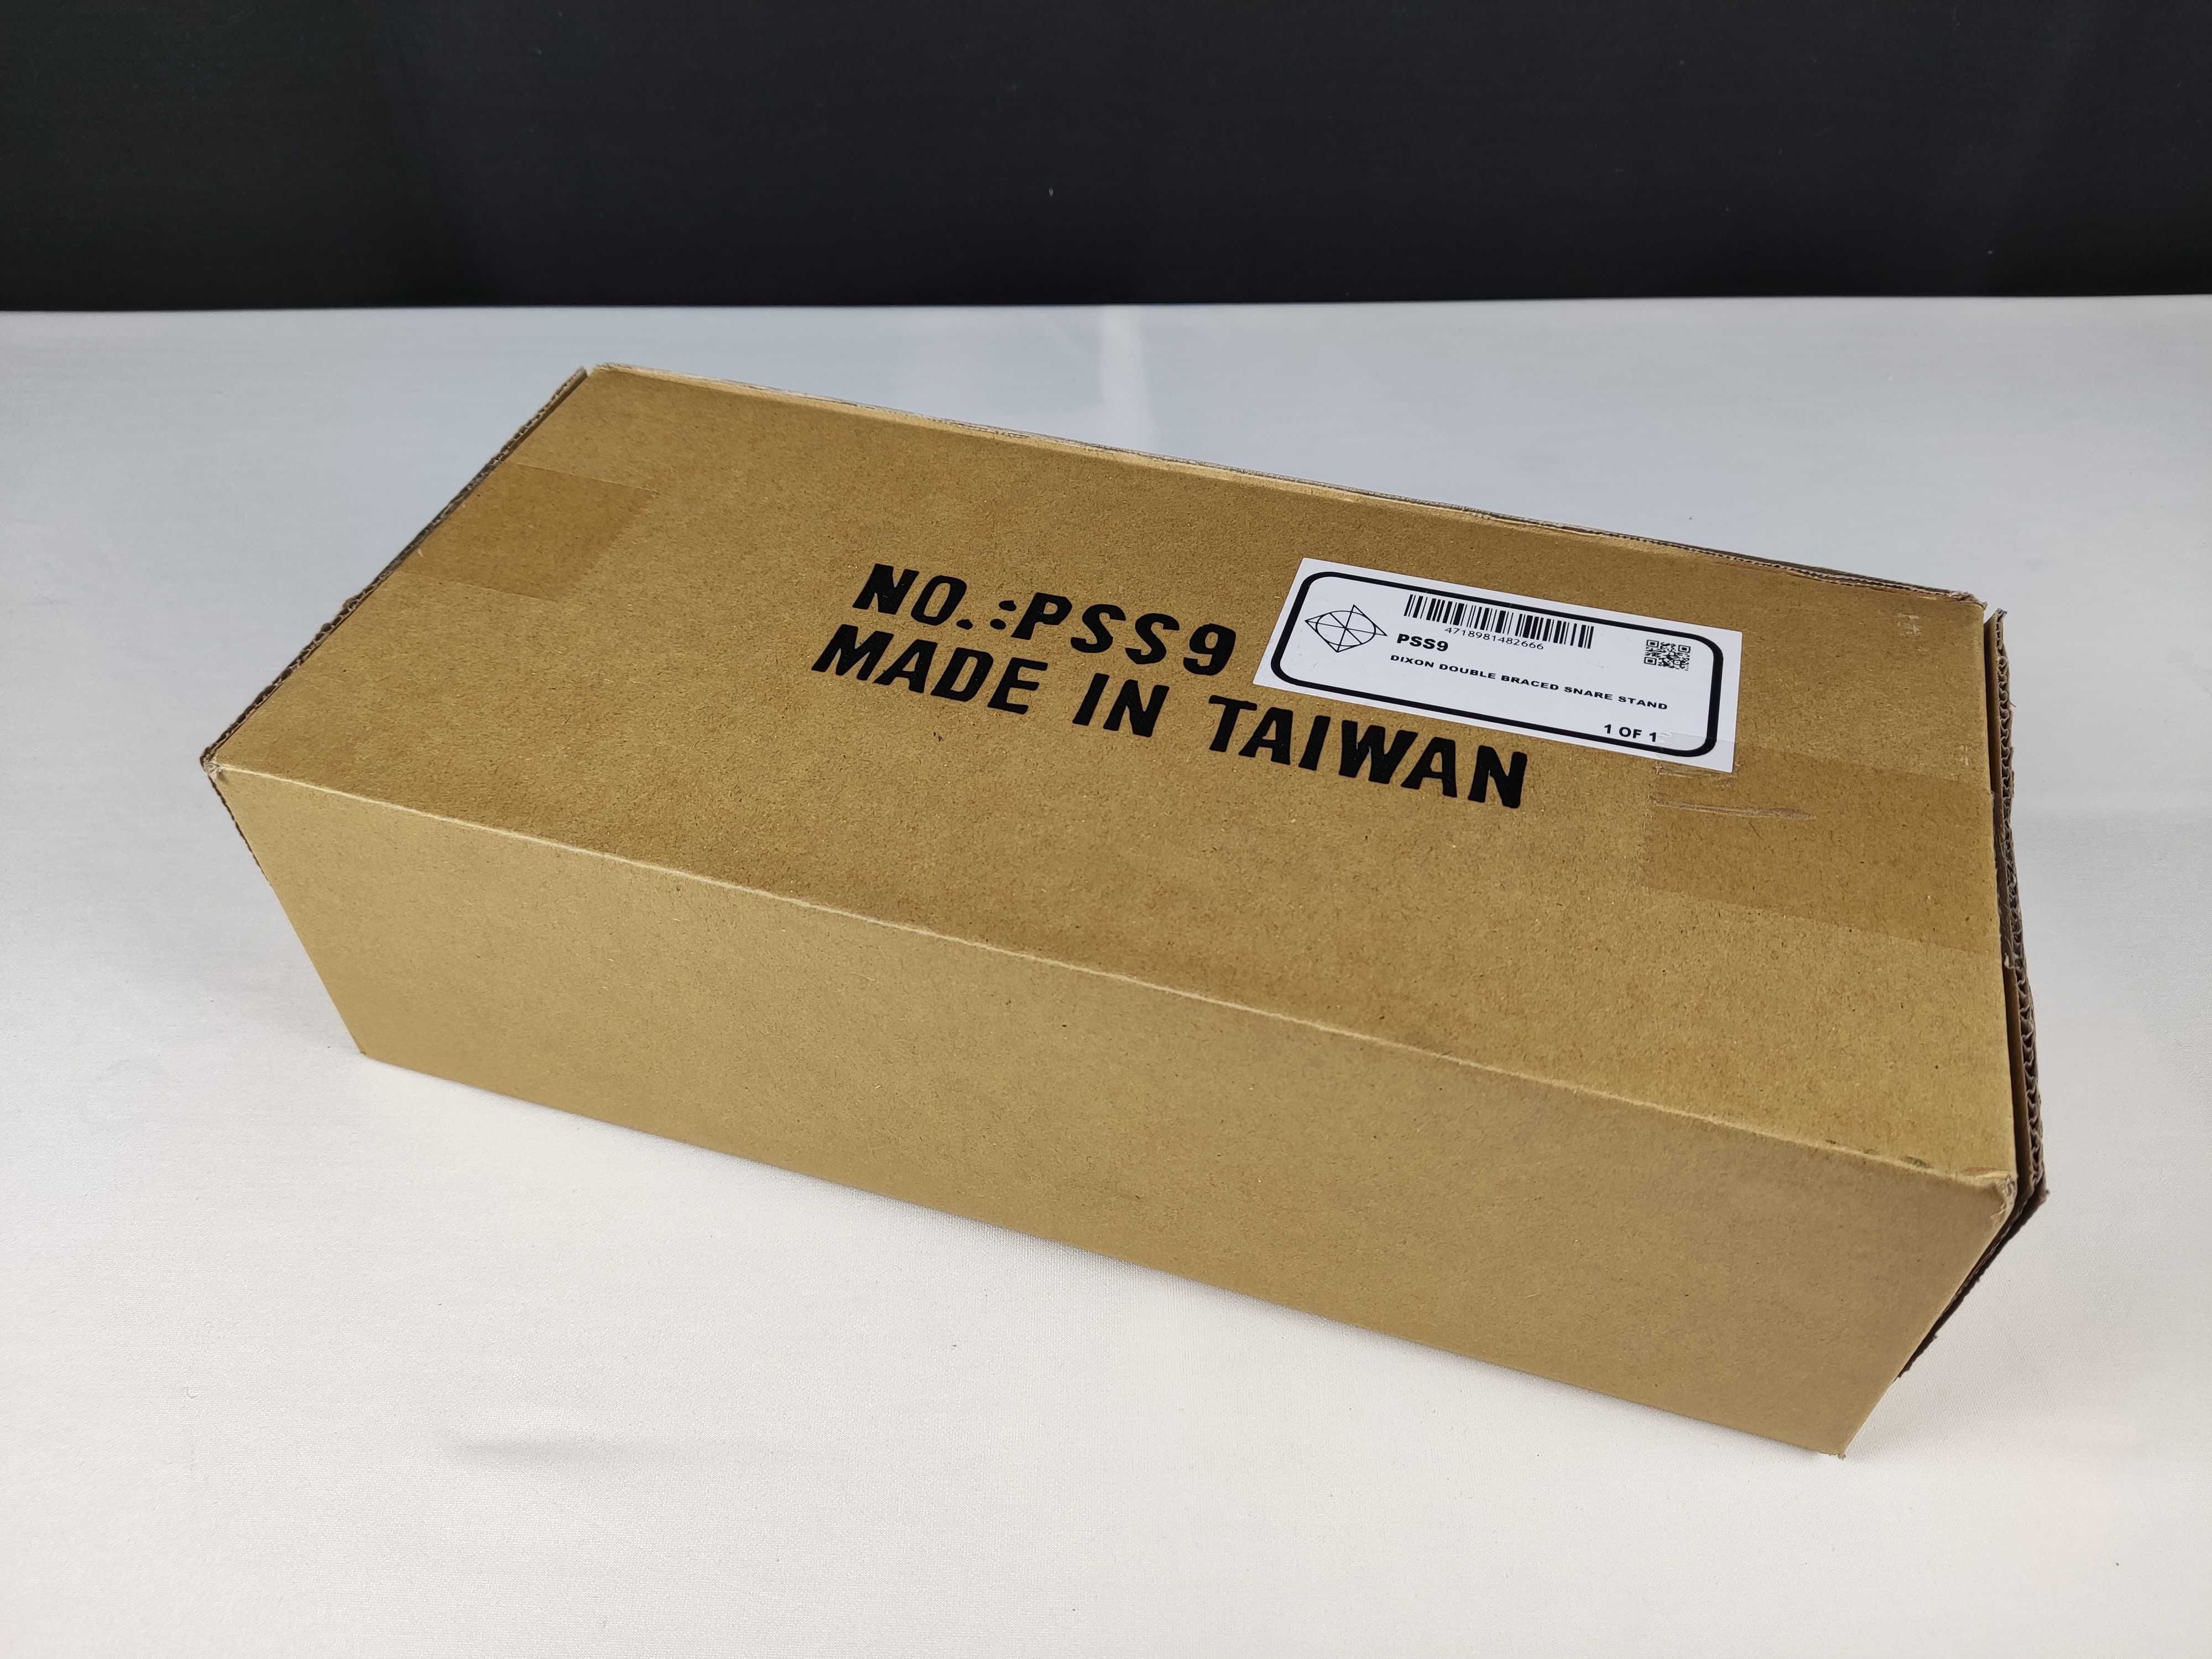 NO.:PSS9
MADE IN TAIWAN
4718981482666
PSS9
DIXON DOUBLE BRACED SNARE STAND
1 OF 1